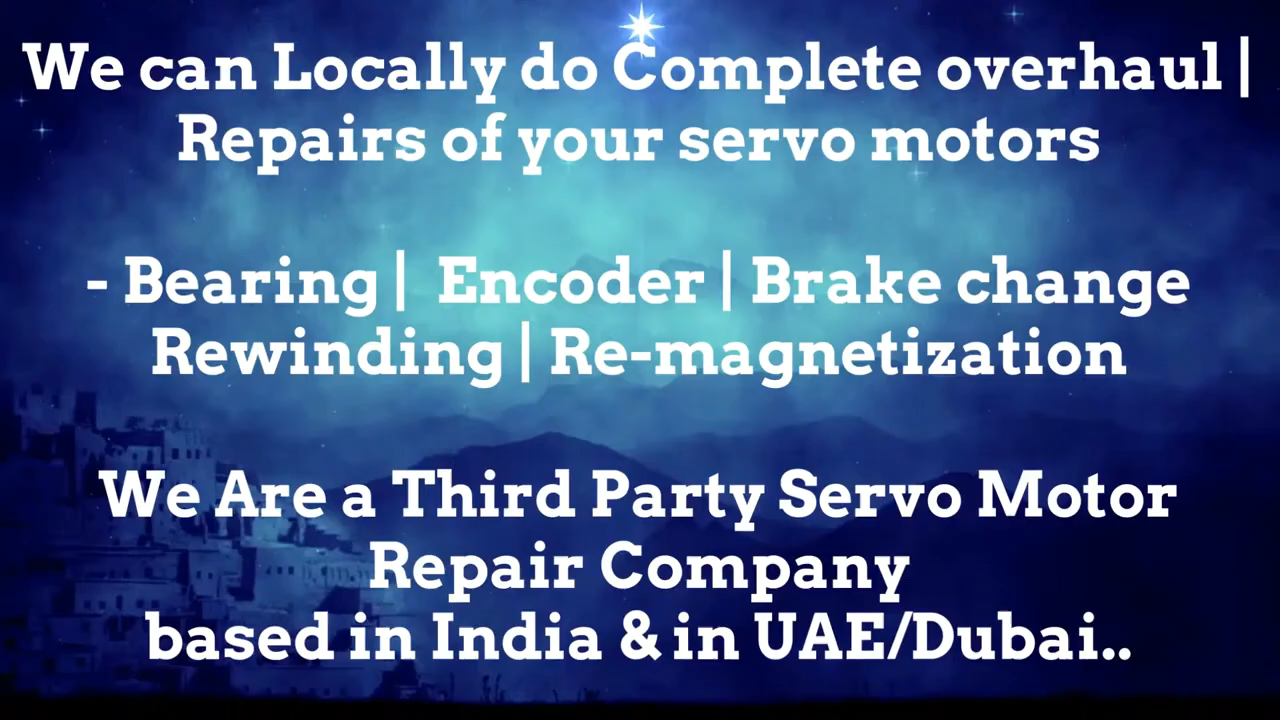 We can Locally do Complete overhaul |
Repairs of your servo motors
- Bearing | Encoder | Brake change
Rewinding | Re-magnetization
We Are a Third Party Servo Motor
Repair Company
based in India & in UAE/Dubai..